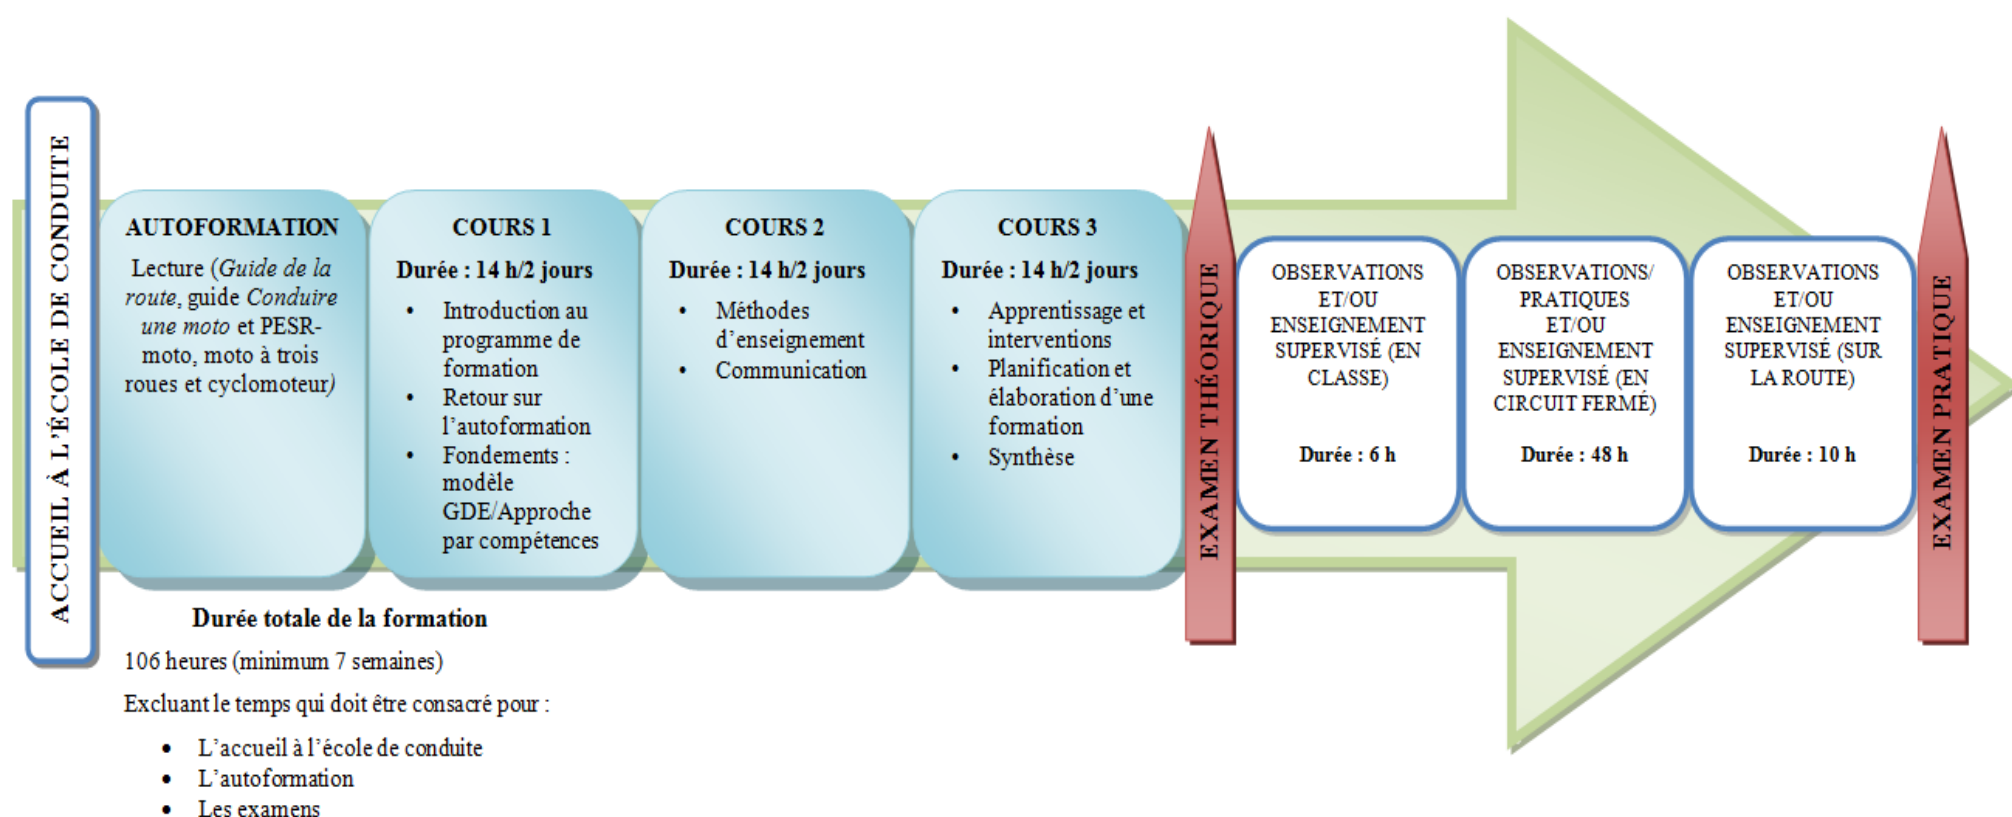 ACCUEIL À L'ÉCOLE DE CONDUITE
AUTOFORMATION
Lecture (Guide de la
route, guide Conduire
une moto et PESR-
moto, moto à trois
roues et cyclomoteur)
COURS 1
Durée : 14 h/2 jours
• Introduction au
programme de
formation
• Retour sur
l'autoformation
• Fondements :
modèle
GDE/Approche
par compétences
COURS 2
Durée : 14 h/2 jours
• Méthodes
d'enseignement
• Communication
COURS 3
Durée : 14 h/2 jours
• Apprentissage et
interventions
• Planification et
élaboration d'une
formation
• Synthèse
EXAMEN THÉORIQUE
OBSERVATIONS
ET/OU
ENSEIGNEMENT
SUPERVISÉ (EN
CLASSE)
Durée : 6 h
OBSERVATIONS/
PRATIQUES
ET/OU
ENSEIGNEMENT
SUPERVISÉ (EN
CIRCUIT FERMÉ)
Durée : 48 h
OBSERVATIONS
ET/OU
ENSEIGNEMENT
SUPERVISÉ (SUR
LA ROUTE)
Durée : 10 h
EXAMEN PRATIQUE
Durée totale de la formation
106 heures (minimum 7 semaines)
Excluant le temps qui doit être consacré pour :
• L'accueil à l'école de conduite
• L'autoformation
• Les examens